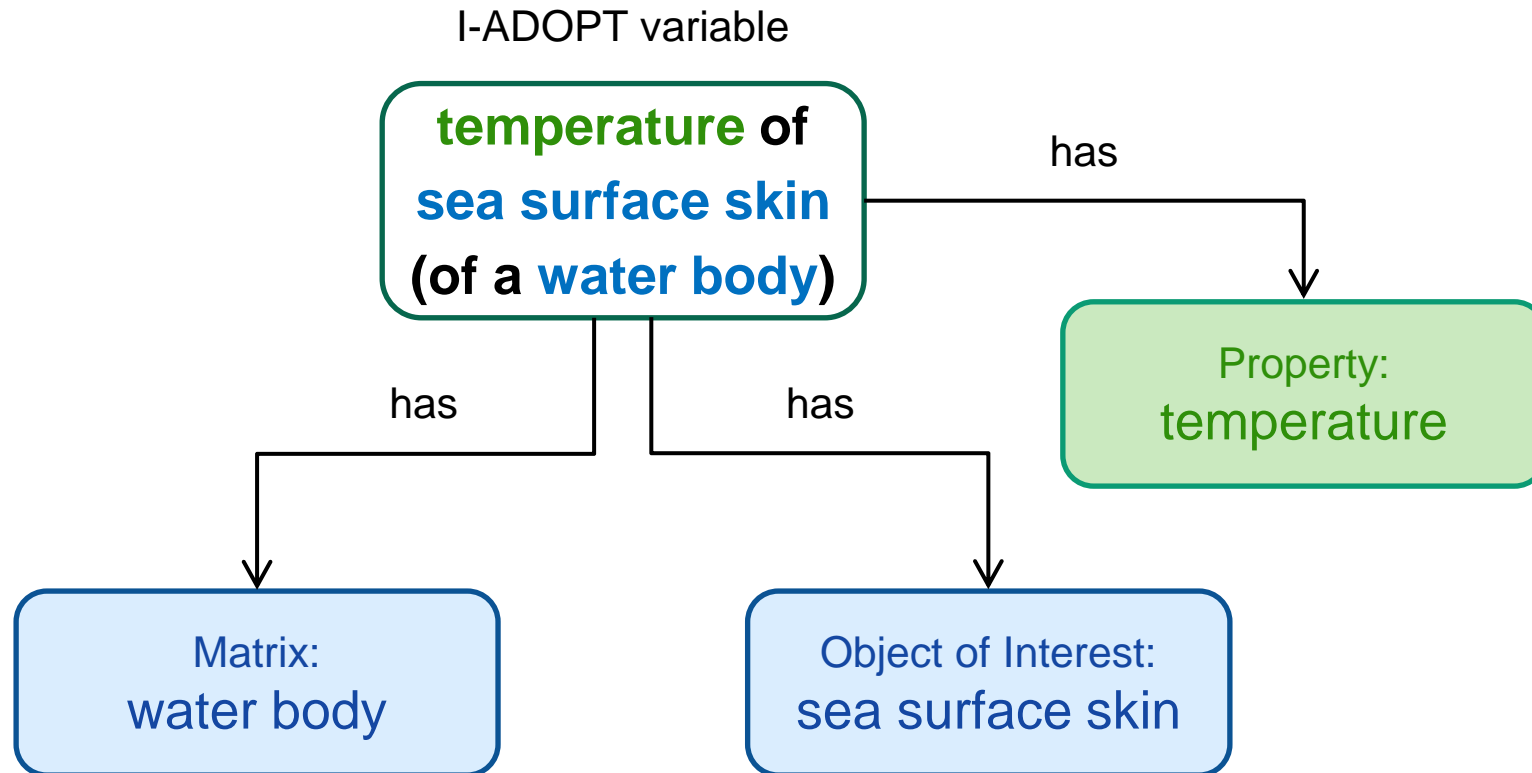 I-ADOPT variable
temperature of
sea surface skin
(of a water body)
has
has
has
Property:
temperature
Matrix:
water body
Object of Interest:
sea surface skin